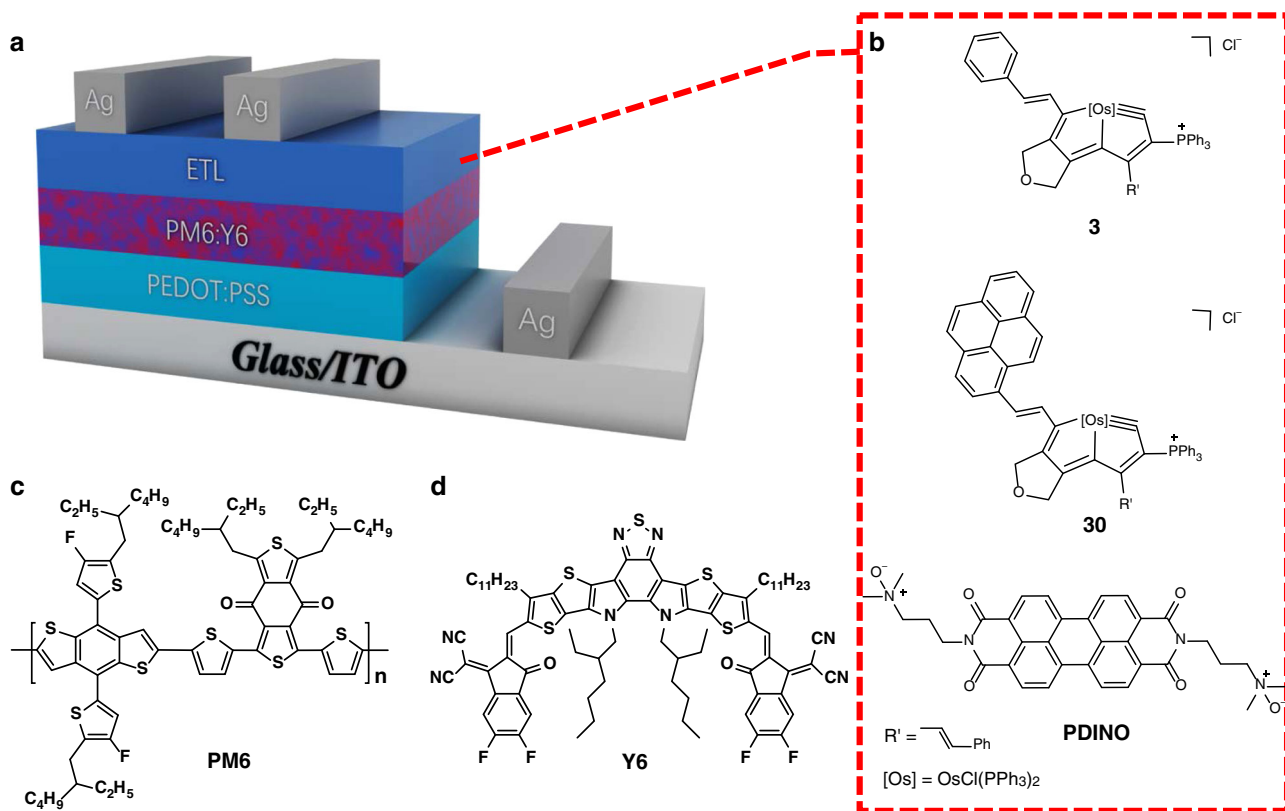 a
Ag
Ag
ETL
PM6:Y6
PEDOT:PSS
Ag
Glass/ITO
b
Cl⁻
[Os]
+
PPh₃
O
R'
3
Cl⁻
[Os]
+
PPh₃
O
R'
30
O⁻
N⁺
O
O
N
N
O
O
N⁺
O⁻
PDINO
R' =
Ph
[Os] = OsCl(PPh₃)₂
c
C₄H₉
C₂H₅
F
S
C₂H₅
C₂H₅
C₄H₉
C₄H₉
S
O
O
S
S
S
S
S
n
S
F
C₂H₅
C₄H₉
PM6
d
S
N
N
C₁₁H₂₃
S
S
C₁₁H₂₃
S
N
N
S
NC
NC
O
O
CN
CN
F
F
F
F
Y6